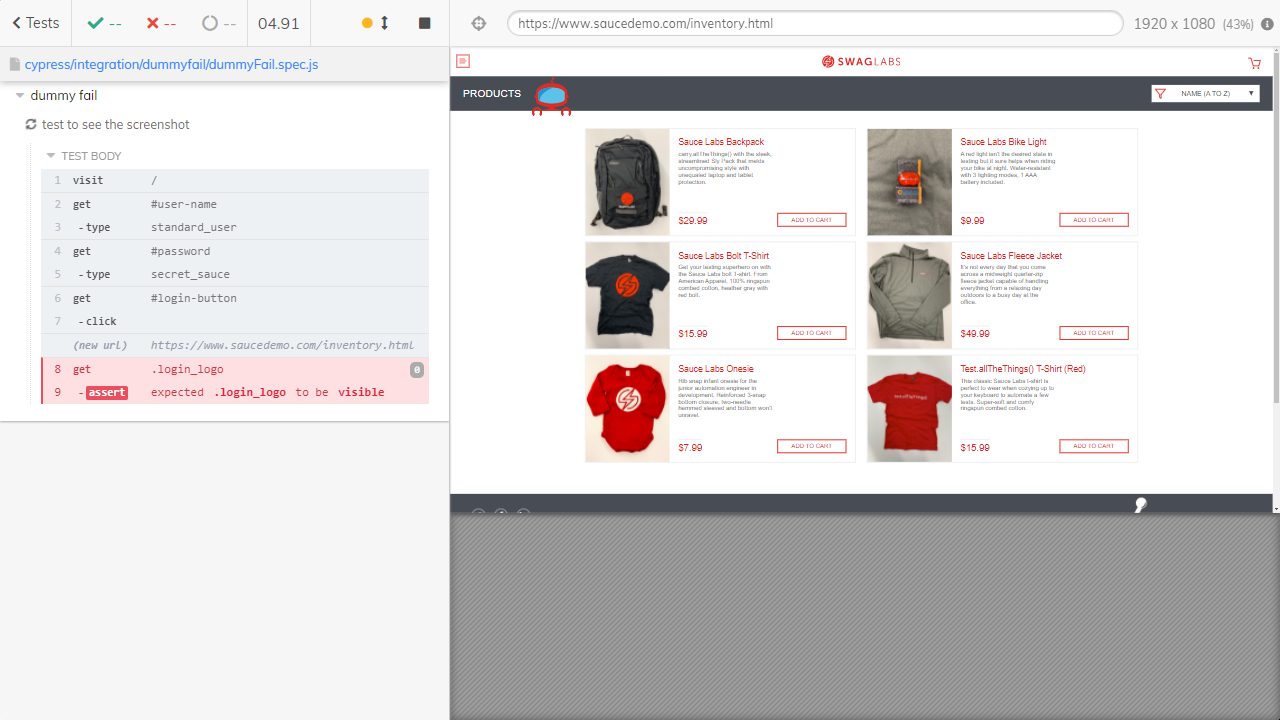 Tests
--
--
--
04.91
https://www.saucedemo.com/inventory.html
1920 x 1080 (43%)
cypress/integration/dummyfail/dummyFail.spec.js
dummy fail
test to see the screenshot
TEST BODY
1 visit /
2 get #user-name
3 - type standard_user
4 get #password
5 - type secret_sauce
6 get #login-button
7 - click
(new url) https://www.saucedemo.com/inventory.html
8 get .login_logo 0
9 - assert expected .login_logo to be visible
SWAGLABS
PRODUCTS
NAME (A TO Z)
Sauce Labs Backpack
carry.allTheThings() with the sleek,
streamlined Sly Pack that melds
uncompromising style with
unequaled laptop and tablet
protection.
$29.99
ADD TO CART
Sauce Labs Bike Light
A red light isn't the desired state in
testing but it sure helps when riding
your bike at night. Water-resistant
with 3 lighting modes, 1 AAA
battery included.
$9.99
ADD TO CART
Sauce Labs Bolt T-Shirt
Get your testing superhero on with
the Sauce Labs bolt T-shirt. From
American Apparel, 100% ringspun
combed cotton, heather gray with
red bolt.
$15.99
ADD TO CART
Sauce Labs Fleece Jacket
It's not every day that you come
across a midweight quarter-zip
fleece jacket capable of handling
everything from a relaxing day
outdoors to a busy day at the
office.
$49.99
ADD TO CART
Sauce Labs Onesie
Rib snap infant onesie for the
junior automation engineer in
development. Reinforced 3-snap
bottom closure, two-needle
hemmed sleeved and bottom won't
unravel.
$7.99
ADD TO CART
Test.allTheThings() T-Shirt (Red)
This classic Sauce Labs t-shirt is
perfect to wear when cozying up to
your keyboard to automate a few
tests. Super-soft and comfy
ringspun combed cotton.
$15.99
ADD TO CART